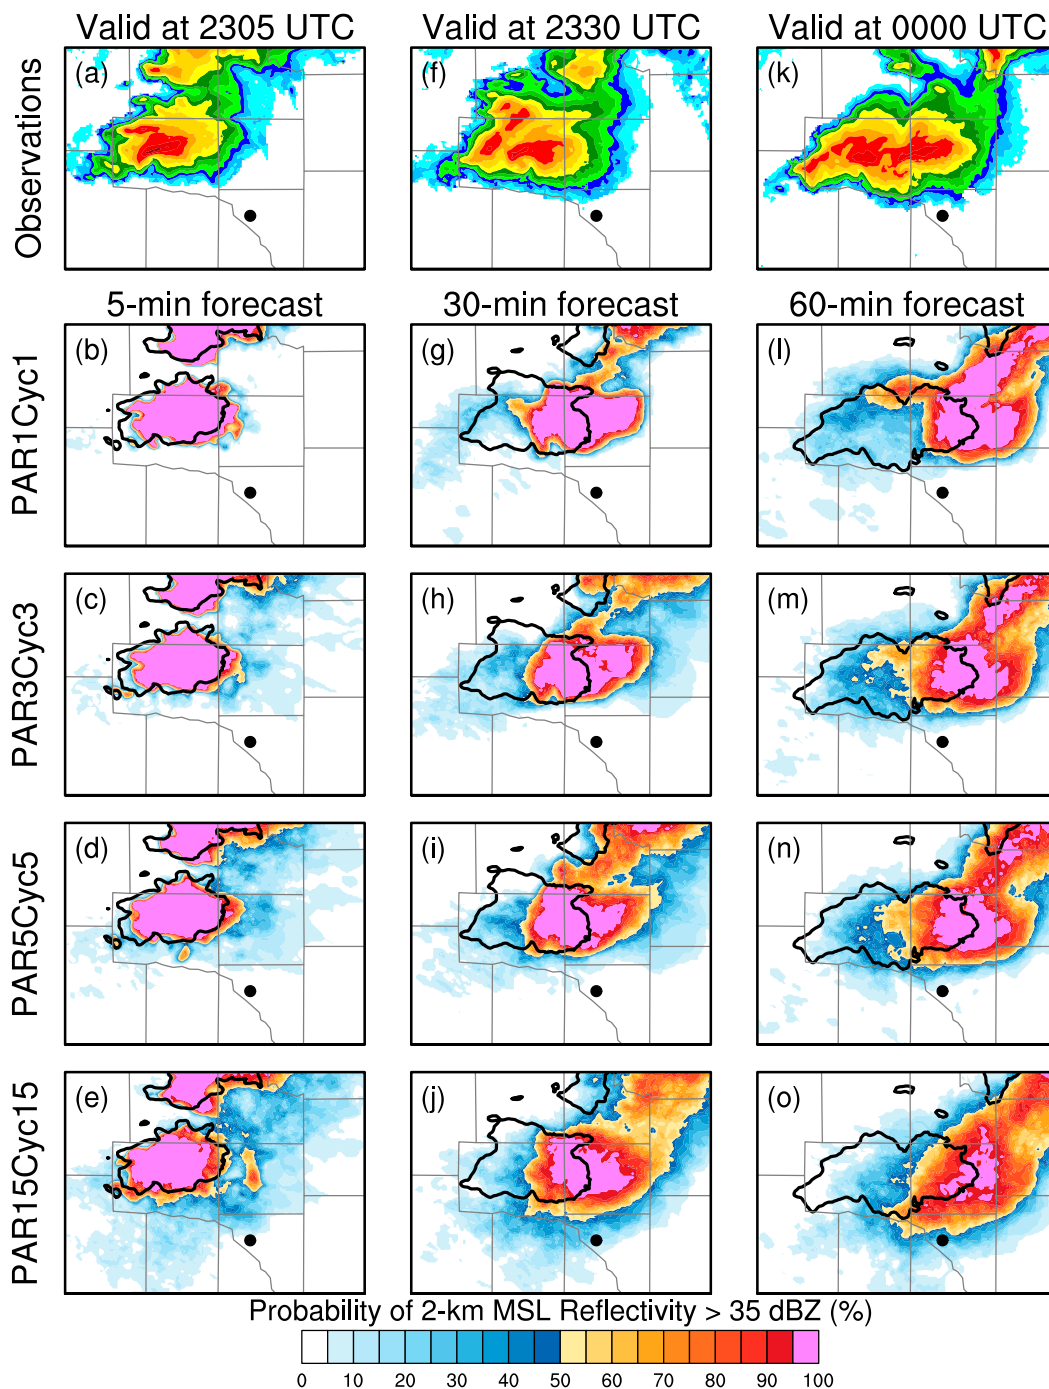 Valid at 2305 UTC
Valid at 2330 UTC
Valid at 0000 UTC
Observations
(a)
(f)
(k)
5-min forecast
30-min forecast
60-min forecast
PAR1Cyc1
(b)
(g)
(l)
PAR3Cyc3
(c)
(h)
(m)
PAR5Cyc5
(d)
(i)
(n)
PAR15Cyc15
(e)
(j)
(o)
Probability of 2-km MSL Reflectivity > 35 dBZ (%)
0 10 20 30 40 50 60 70 80 90 100